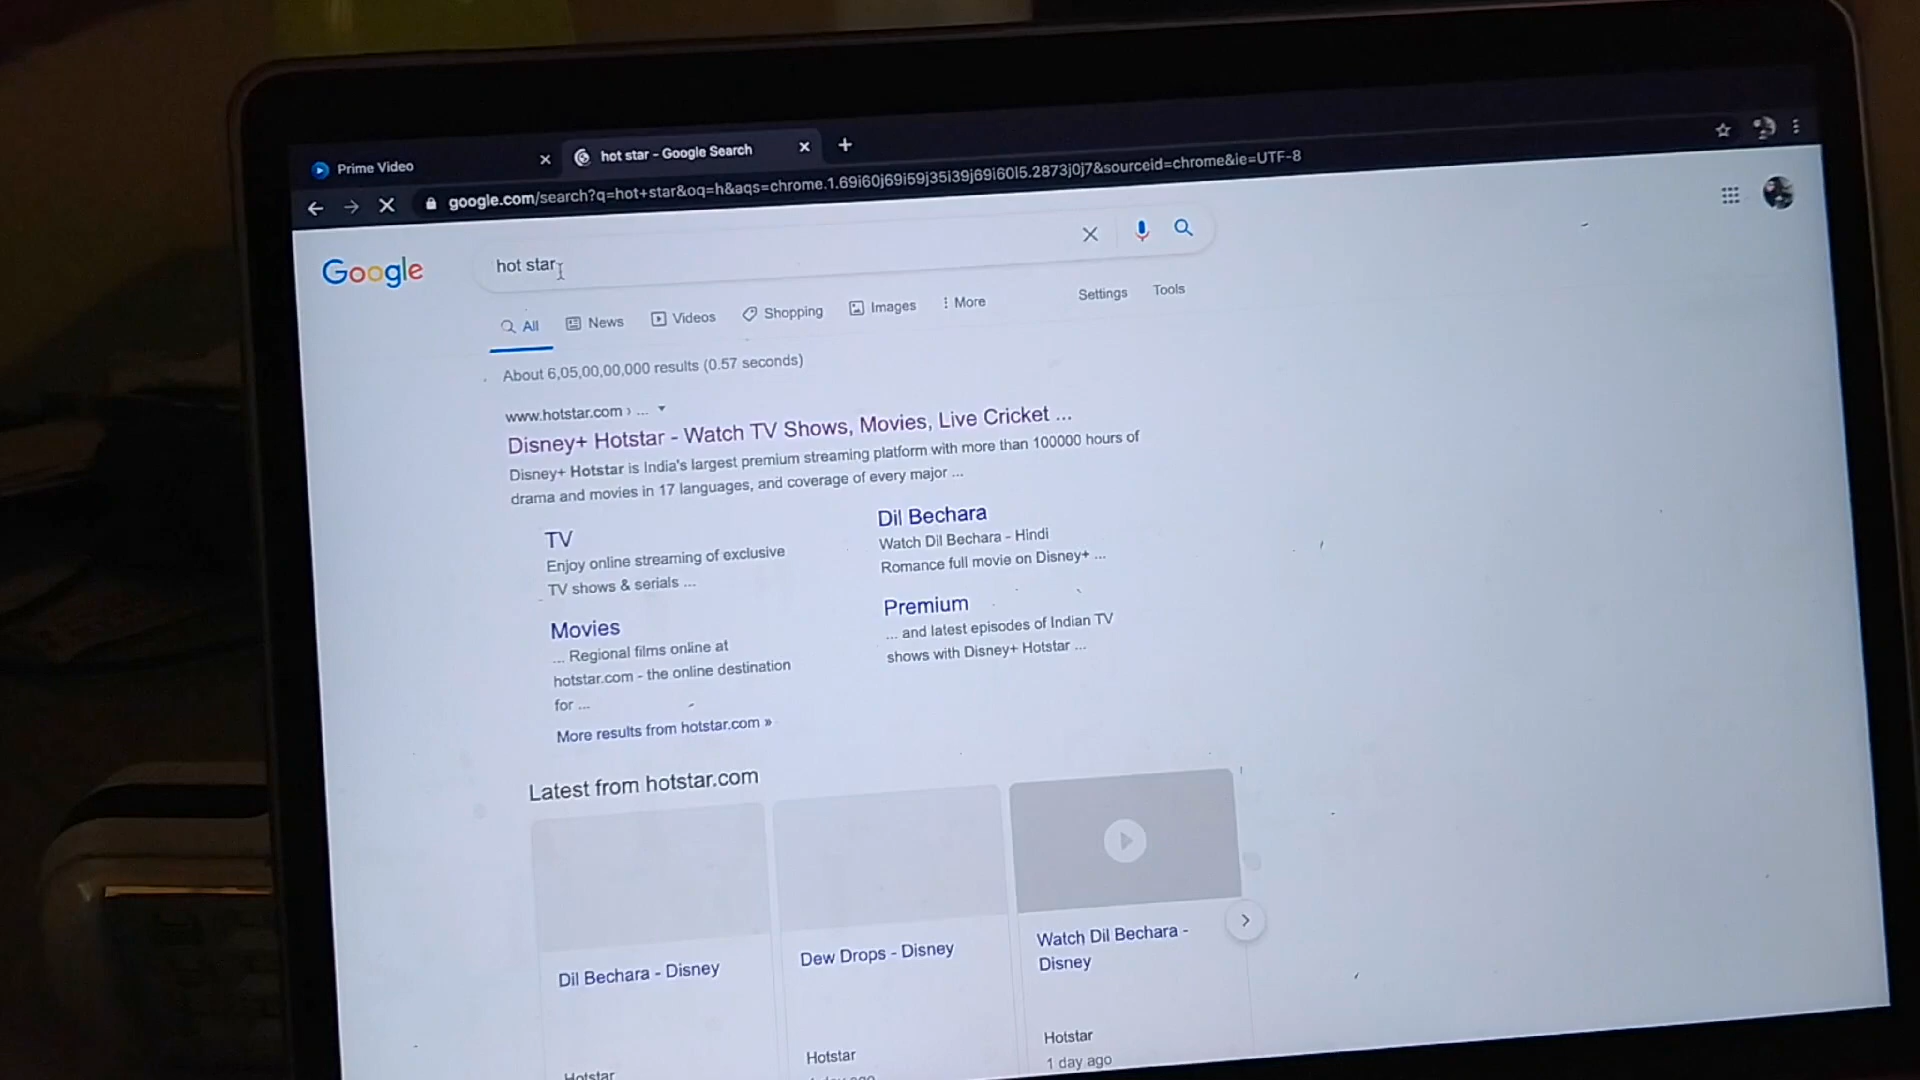 Prime Video
hot star - Google Search
google.com/search?q=hot+star&oq=h&aqs=chrome.1.69i60j69i59j35i39j69i60l5.2873j0j7&sourceid=chrome&ie=UTF-8
Google
hot star
All
News
Videos
Shopping
Images
More
Settings
Tools
About 6,05,00,00,000 results (0.57 seconds)
www.hotstar.com › ...
Disney+ Hotstar - Watch TV Shows, Movies, Live Cricket ...
Disney+ Hotstar is India's largest premium streaming platform with more than 100000 hours of
drama and movies in 17 languages, and coverage of every major ...
TV
Enjoy online streaming of exclusive
TV shows & serials ...
Dil Bechara
Watch Dil Bechara - Hindi
Romance full movie on Disney+ ...
Movies
... Regional films online at
hotstar.com - the online destination
for ...
Premium
... and latest episodes of Indian TV
shows with Disney+ Hotstar ...
More results from hotstar.com »
Latest from hotstar.com
Dil Bechara - Disney
Hotstar
Dew Drops - Disney
Hotstar
Watch Dil Bechara -
Disney
Hotstar
1 day ago